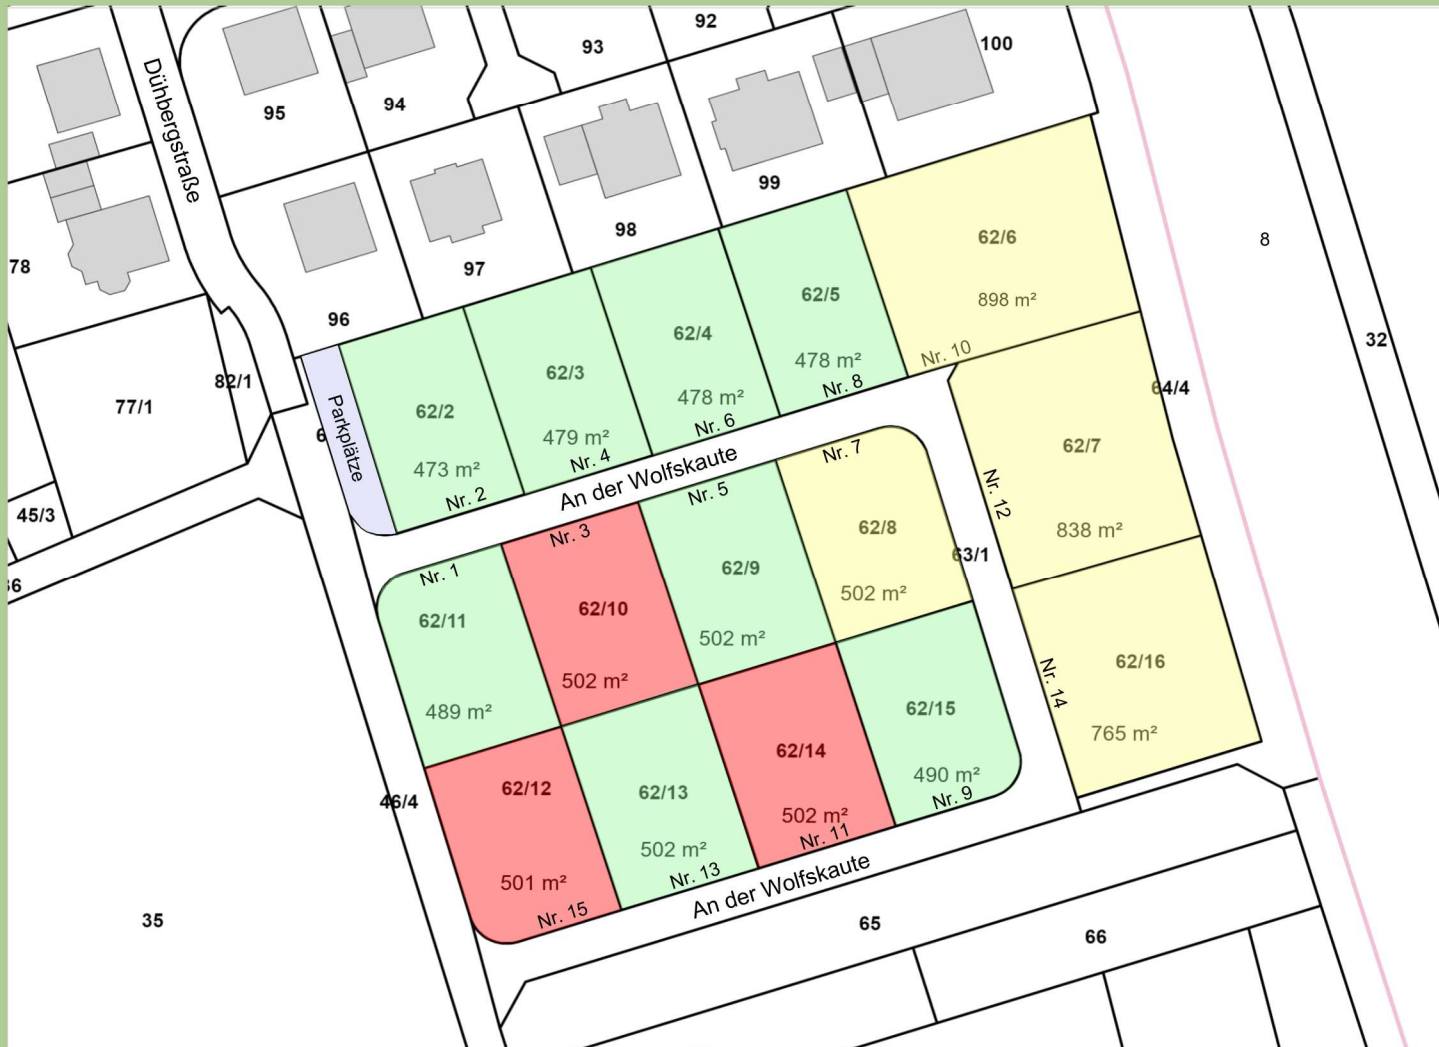 92
93
100
95
94
Dühbergstraße
99
98
97
96
78
8
32
62/6
898 m²
Nr. 10
62/5
478 m²
Nr. 8
62/4
478 m²
Nr. 6
62/3
479 m²
Nr. 4
62/2
473 m²
Nr. 2
Parkplätze
82/1
77/1
45/3
64/4
An der Wolfskaute
62/7
838 m²
Nr. 12
Nr. 7
62/8
502 m²
63/1
Nr. 5
62/9
502 m²
Nr. 3
62/10
502 m²
Nr. 1
62/11
489 m²
62/16
765 m²
Nr. 14
62/15
490 m²
Nr. 9
62/14
502 m²
Nr. 11
62/13
502 m²
Nr. 13
62/12
501 m²
Nr. 15
46/4
An der Wolfskaute
35
65
66